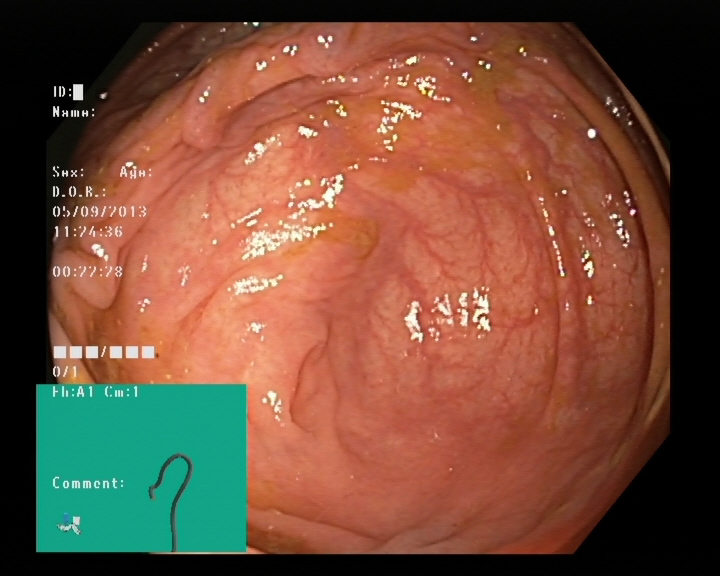 ID:
Name:
Sex: Age:
D.O.B.:
05/09/2013
11:24:36
00:22:28
■■■/■■■
0/1
Eh:A1 Cm:1
Comment: